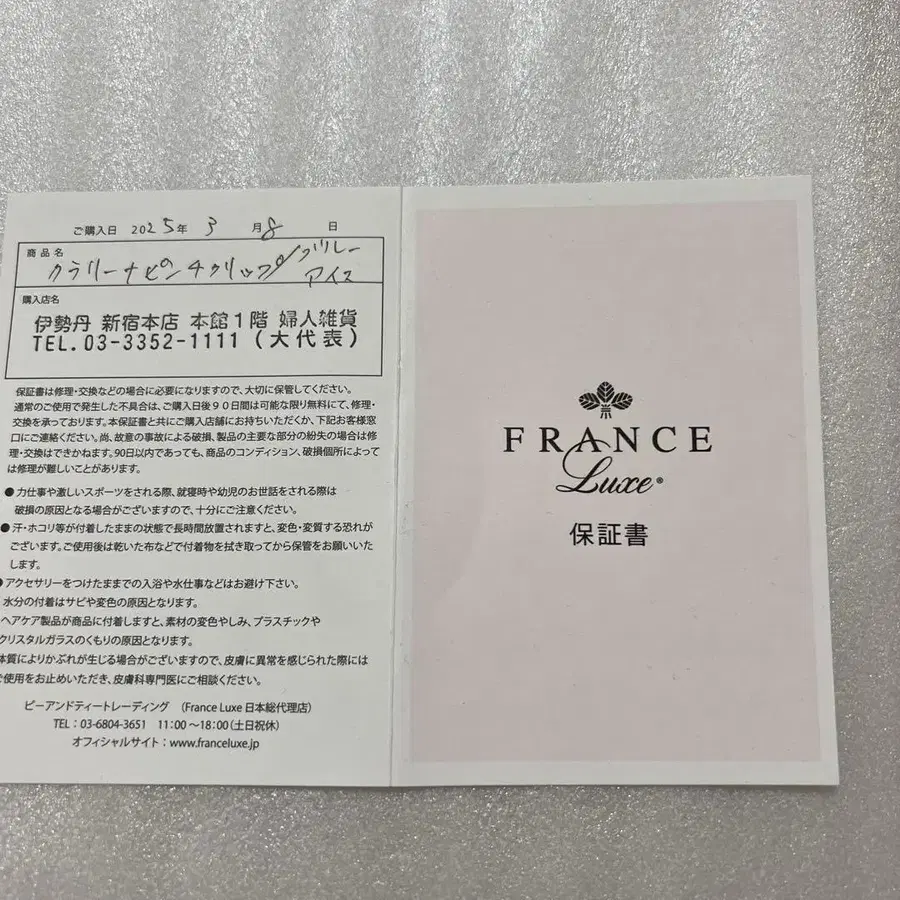 ご購入日 2025年 3月 8日
商品名
クラリーナピンチクリップ/ブルーアイス
購入店名
伊勢丹 新宿本店 本館1階 婦人雑貨
TEL.03-3352-1111 (大代表)
保証書は修理・交換などの場合に必要になりますので、大切に保管してください。
通常のご使用で発生した不具合は、ご購入日後90日間は可能な限り無料にて、修理・
交換を承っております。本保証書と共にご購入店舗にお持ちいただくか、下記お客様窓
口にご連絡ください。尚、故意の事故による破損、製品の主要な部分の紛失の場合は修
理・交換はできかねます。90日以内であっても、商品のコンディション、破損個所によって
は修理が難しいことがあります。
●力仕事や激しいスポーツをされる際、就寝時や幼児のお世話をされる際は
破損の原因となる場合がございますので、十分にご注意ください。
●汗・ホコリ等が付着したままの状態で長時間放置されますと、変色・変質する恐れが
ございます。ご使用後は乾いた布などで付着物を拭き取ってから保管をお願いいた
します。
●アクセサリーをつけたままでの入浴や水仕事などはお避け下さい。
水分の付着はサビや変色の原因となります。
ヘアケア製品が商品に付着しますと、素材の変色やしみ、プラスチックや
クリスタルガラスのくもりの原因となります。
体質によりかぶれが生じる場合がございますので、皮膚に異常を感じられた際には
ご使用をお止めいただき、皮膚科専門医にご相談ください。
ビーアンドティートレーディング (France Luxe 日本総代理店)
TEL:03-6804-3651 11:00～18:00(土日祝休)
オフィシャルサイト:www.franceluxe.jp
FRANCE
Luxe®
保証書